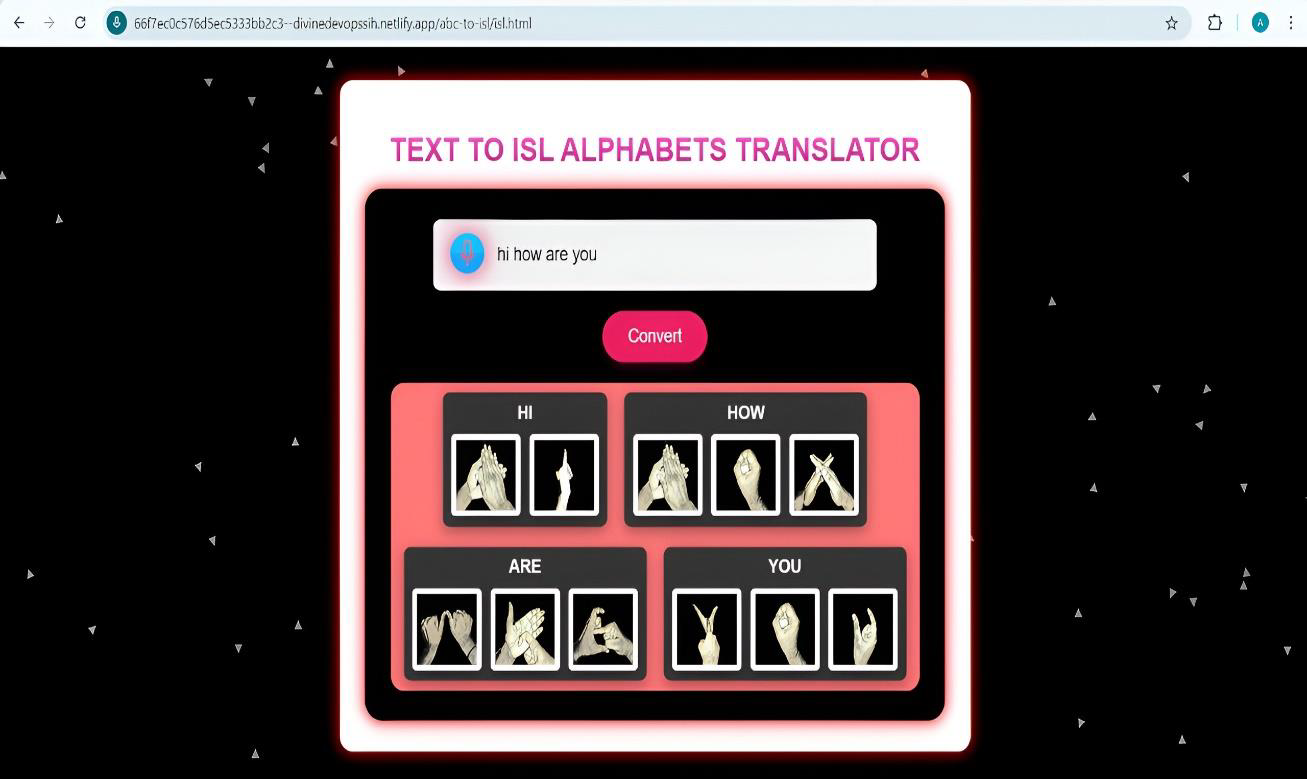 66f7ec0c576d5ec5333bb2c3--divinedevopssih.netlify.app/abc-to-isl/isl.html
A
TEXT TO ISL ALPHABETS TRANSLATOR
hi how are you
Convert
HI HOW
ARE YOU